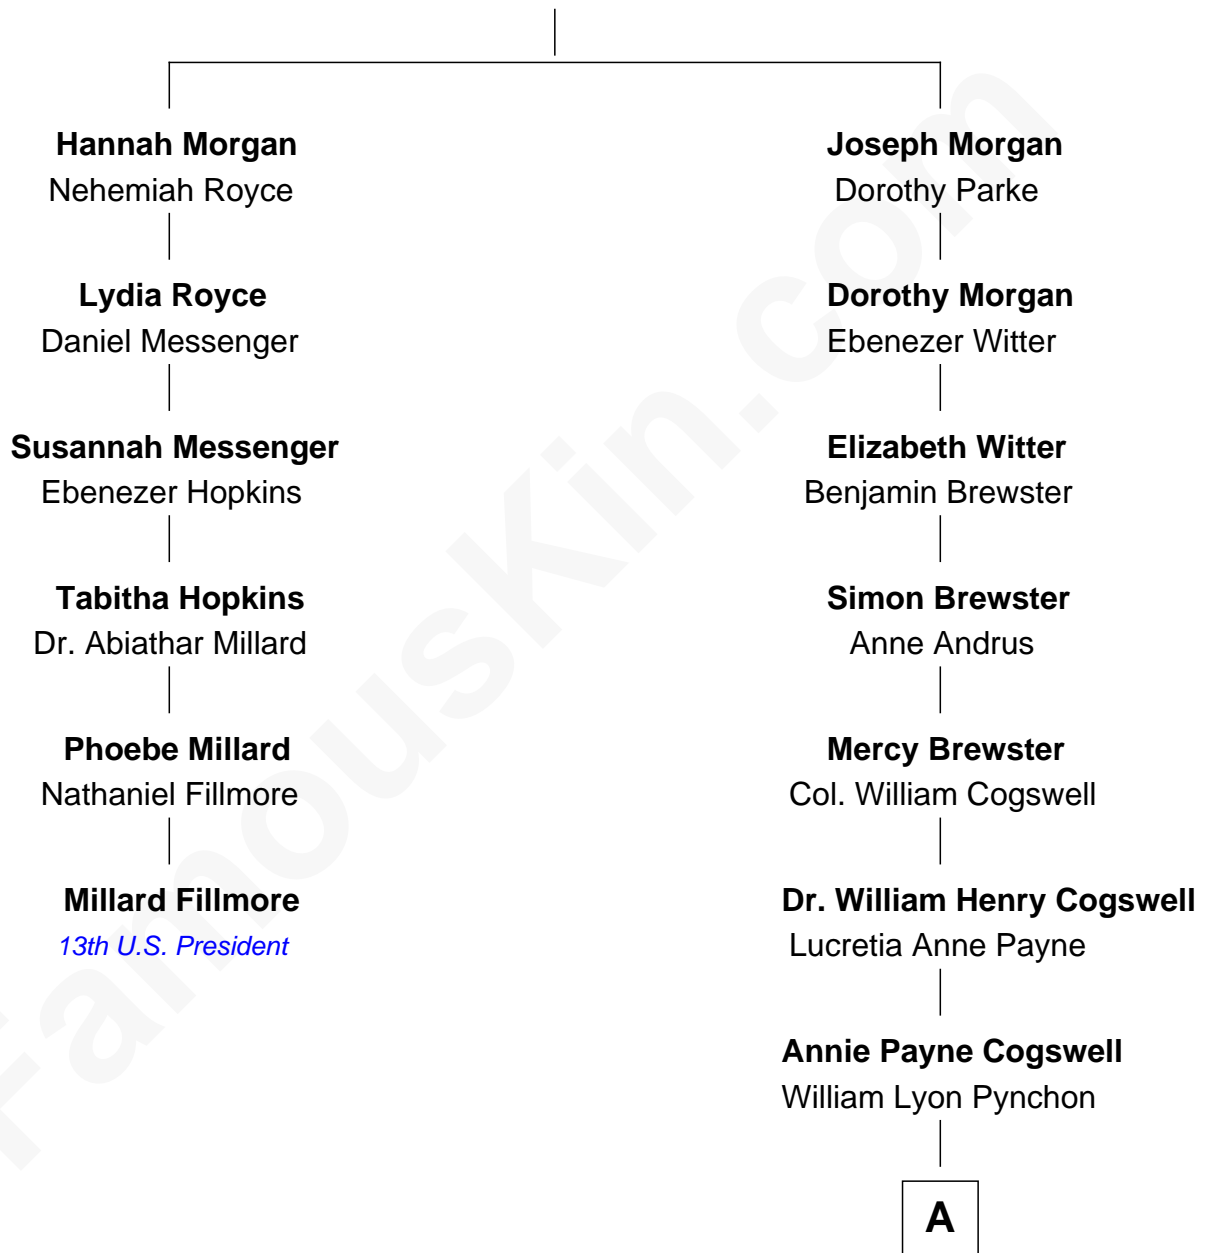 Hannah Morgan
Nehemiah Royce
Lydia Royce
Daniel Messenger
Susannah Messenger
Ebenezer Hopkins
Tabitha Hopkins
Dr. Abiathar Millard
Phoebe Millard
Nathaniel Fillmore
Millard Fillmore
13th U.S. President
Joseph Morgan
Dorothy Parke
Dorothy Morgan
Ebenezer Witter
Elizabeth Witter
Benjamin Brewster
Simon Brewster
Anne Andrus
Mercy Brewster
Col. William Cogswell
Dr. William Henry Cogswell
Lucretia Anne Payne
Annie Payne Cogswell
William Lyon Pynchon
A
FamousKin.com